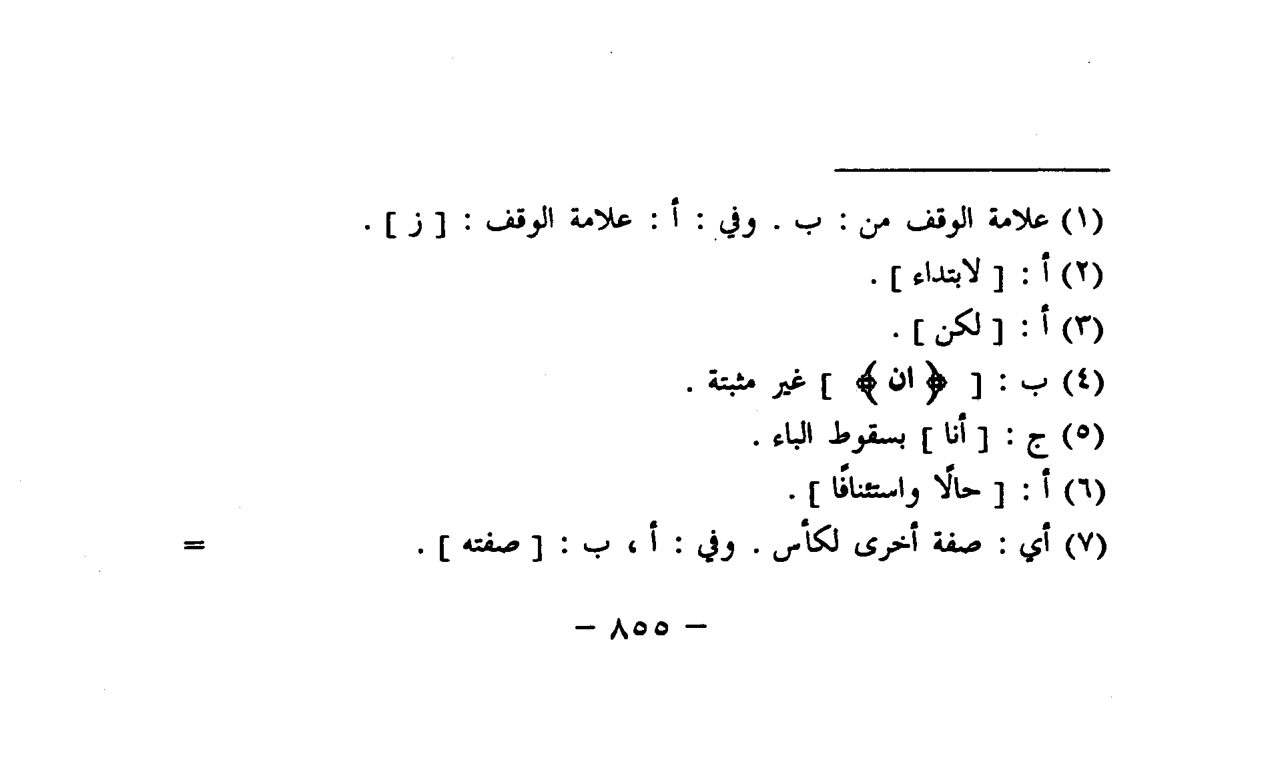 (١) علامة الوقف من : ب . وفي : أ : علامة الوقف : [ ز ] .
(٢) أ : [ لابتداء ] .
(٣) أ : [ لكن ] .
(٤) ب : [ ﴿ ان ﴾ ] غير مثبتة .
(٥) ج : [ أنا ] بسقوط الباء .
(٦) أ : [ حالًا واستئنافًا ] .
(٧) أي : صفة أخرى لكأس . وفي : أ ، ب : [ صفته ] . =
– ٨٥٥ –